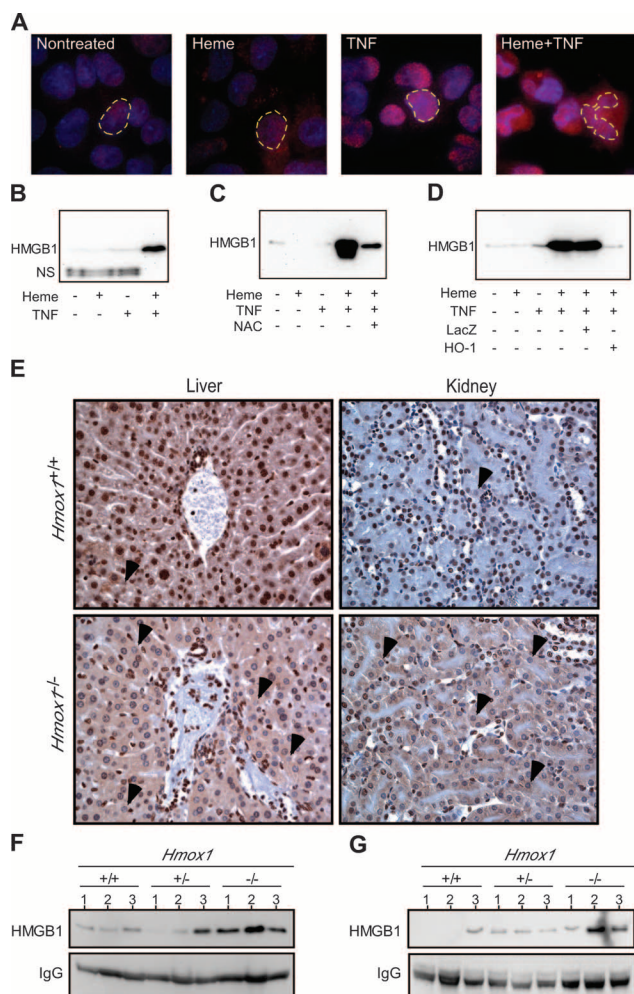 A
Nontreated Heme TNF Heme+TNF
B C D
HMGB1 HMGB1 HMGB1
NS
Heme - + - +
TNF - - + +
Heme - + - + +
TNF - - + + +
NAC - - - - +
Heme - + - + + +
TNF - - + + + +
LacZ - - - - + -
HO-1 - - - - - +
E
Liver Kidney
Hmox1+/+
Hmox1-/-
F G
Hmox1 Hmox1
+/+ +/- -/- +/+ +/- -/-
1 2 3 1 2 3 1 2 3 1 2 3 1 2 3 1 2 3
HMGB1 HMGB1
IgG IgG